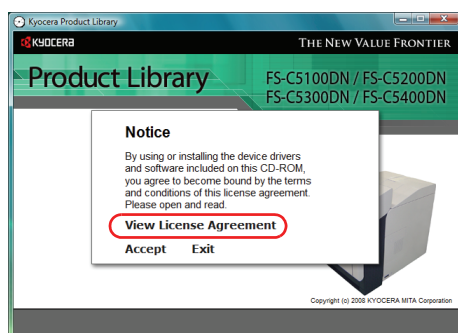 Kyocera Product Library
KYOCERA
THE NEW VALUE FRONTIER
Product Library
FS-C5100DN / FS-C5200DN
FS-C5300DN / FS-C5400DN
Notice
By using or installing the device drivers
and software included on this CD-ROM,
you agree to become bound by the terms
and conditions of this license agreement.
Please open and read.
View License Agreement
Accept Exit
Copyright (c) 2008 KYOCERA MITA Corporation